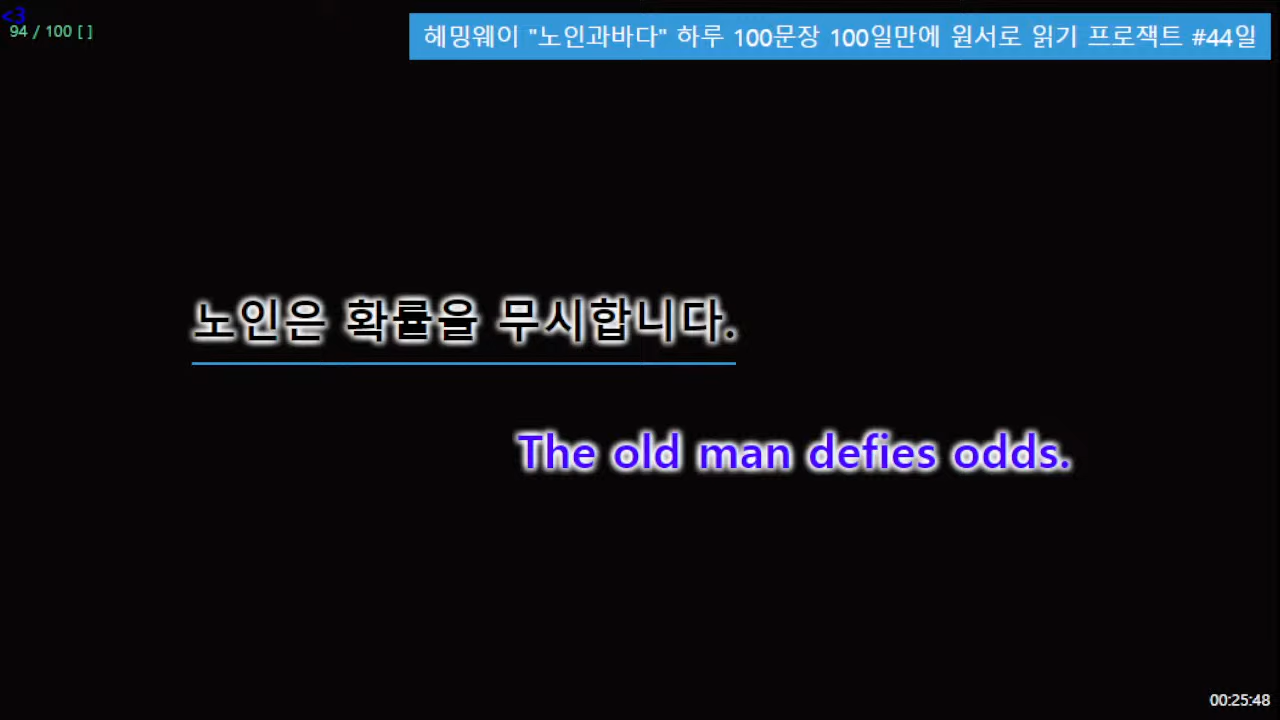 <3
94 / 100 [ ]
헤밍웨이 "노인과바다" 하루 100문장 100일만에 원서로 읽기 프로잭트 #44일
노인은 확률을 무시합니다.
The old man defies odds.
00:25:48